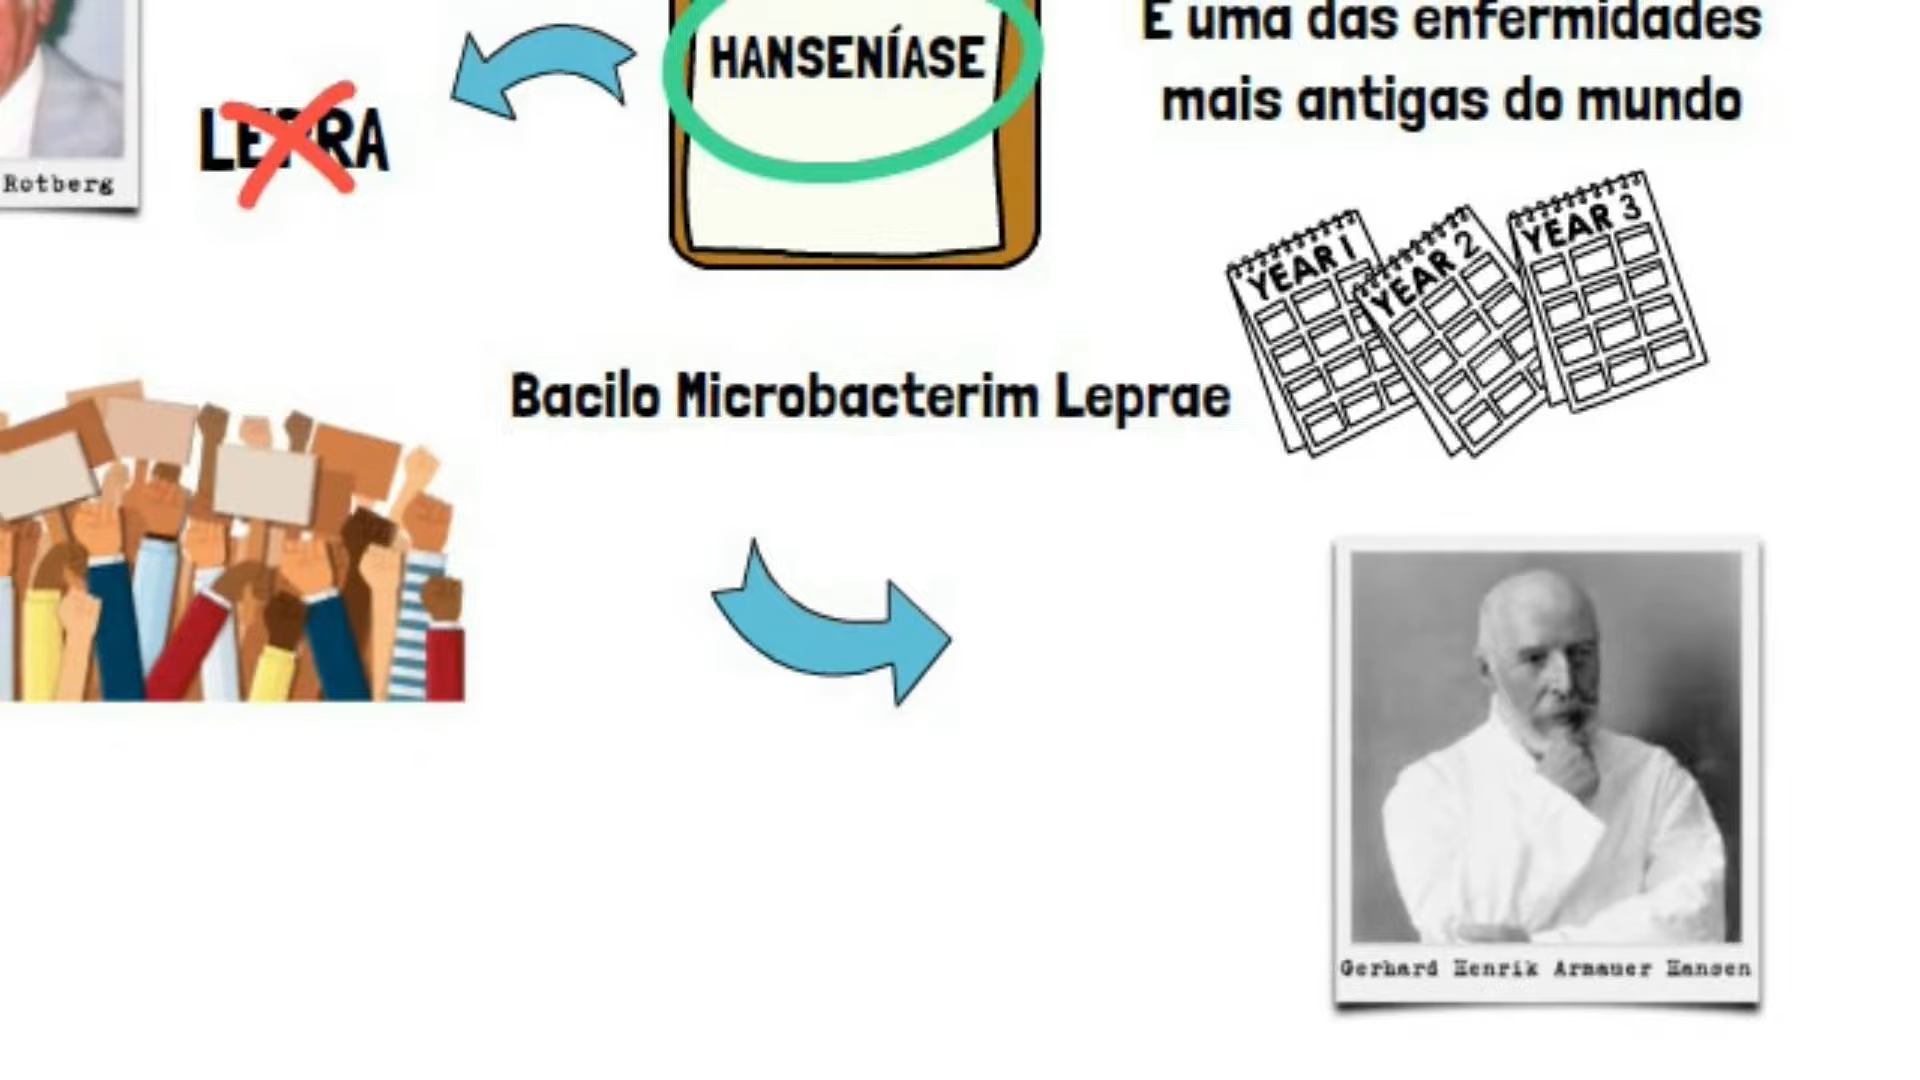 HANSENÍASE
É uma das enfermidades
mais antigas do mundo
LEPRA
Rotberg
YEAR 1
YEAR 2
YEAR 3
Bacilo Microbacterim Leprae
Gerhard Henrik Armauer Hansen